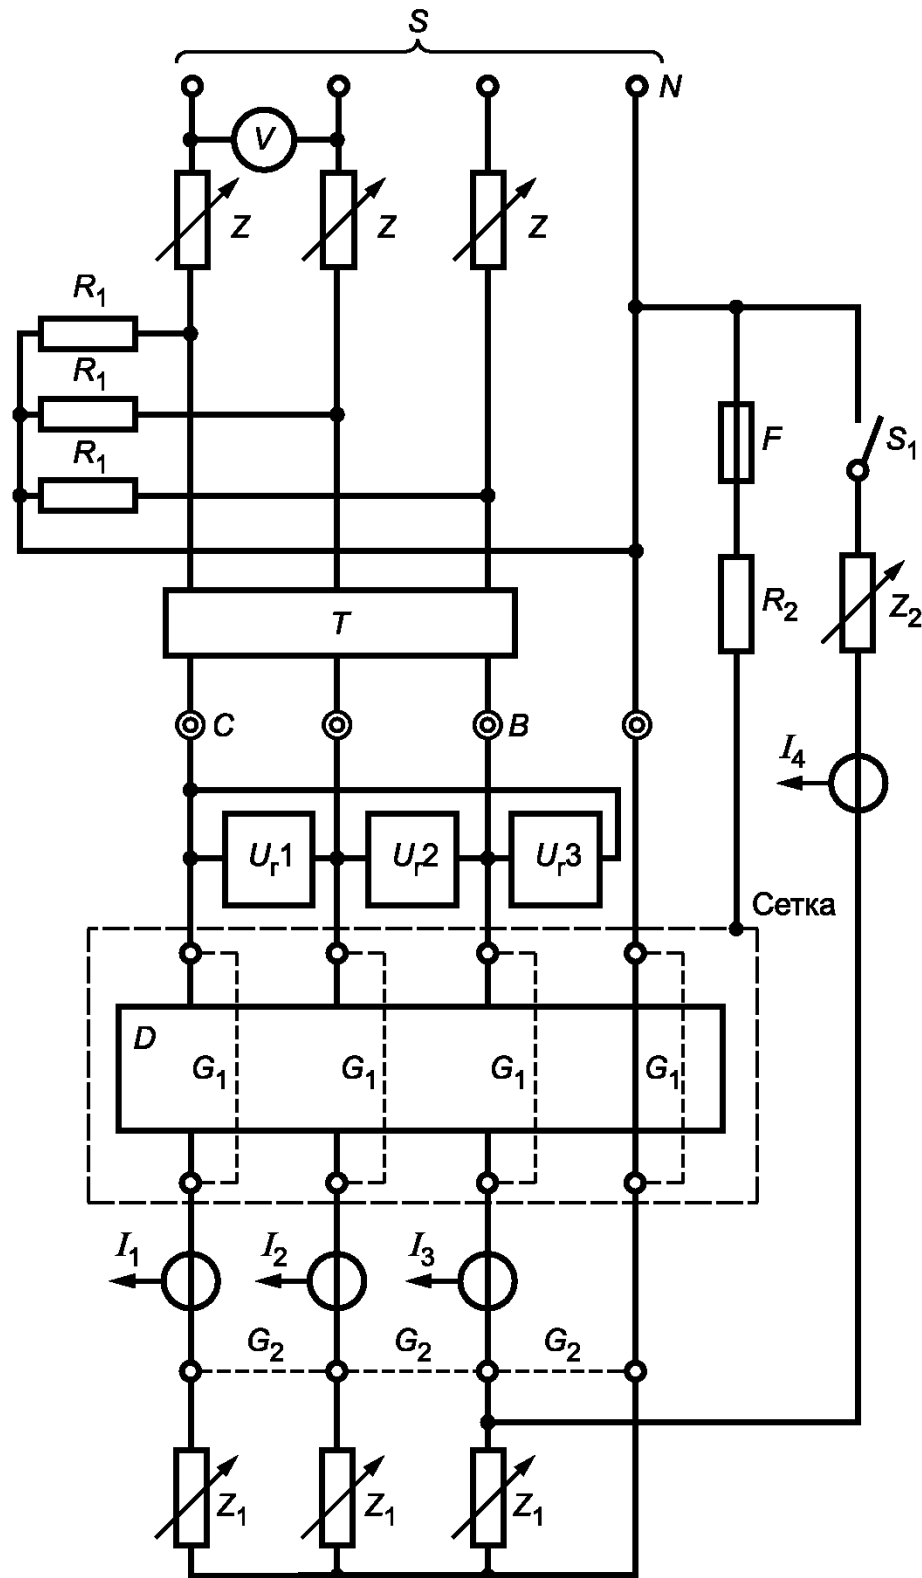 S
N
V
Z Z Z
R1
R1
R1
F
S1
R2
Z2
T
C B
I4
Uг1 Uг2 Uг3
Сетка
D
G1 G1 G1 G1
I1 I2 I3
G2 G2 G2
Z1 Z1 Z1